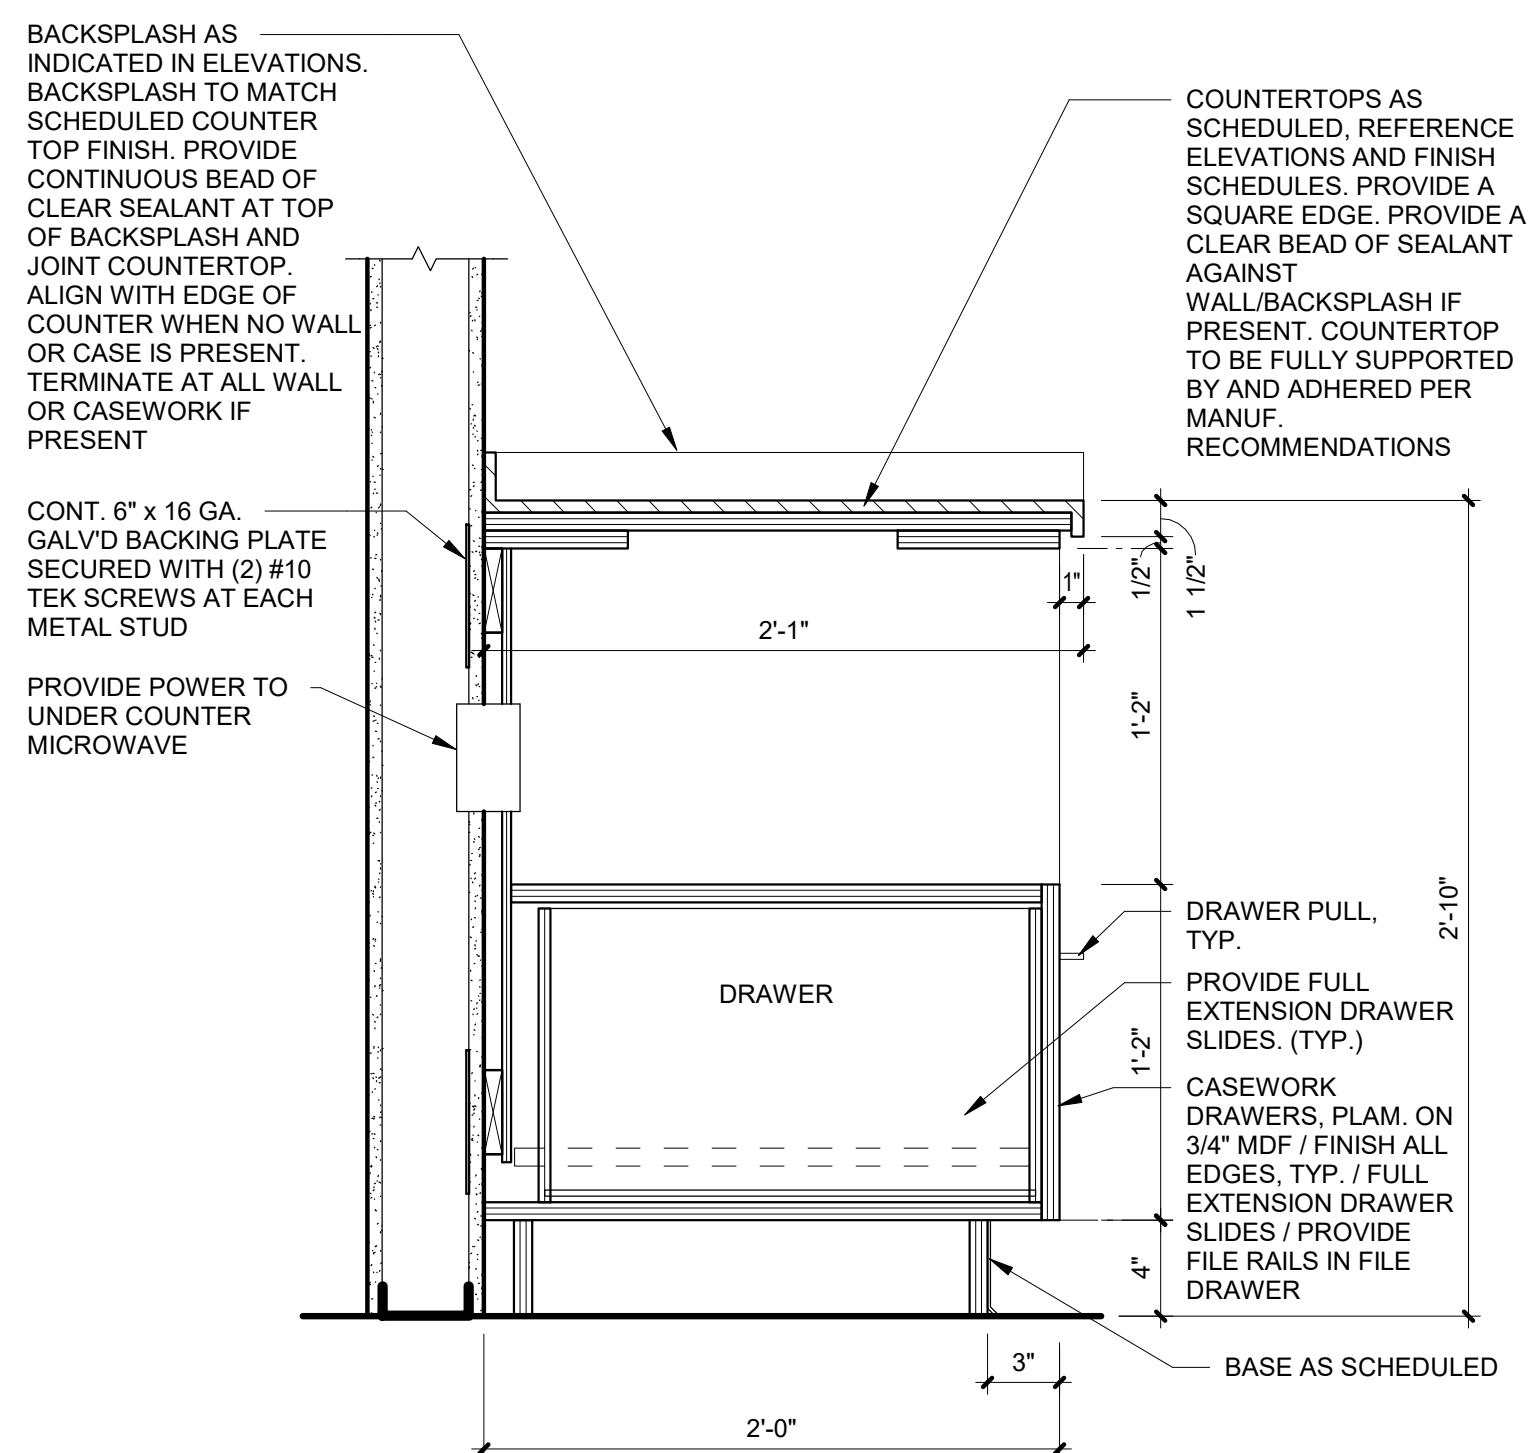 BACKSPLASH AS
INDICATED IN ELEVATIONS.
BACKSPLASH TO MATCH
SCHEDULED COUNTER
TOP FINISH. PROVIDE
CONTINUOUS BEAD OF
CLEAR SEALANT AT TOP
OF BACKSPLASH AND
JOINT COUNTERTOP.
ALIGN WITH EDGE OF
COUNTER WHEN NO WALL
OR CASE IS PRESENT.
TERMINATE AT ALL WALL
OR CASEWORK IF
PRESENT
CONT. 6" x 16 GA.
GALV'D BACKING PLATE
SECURED WITH (2) #10
TEK SCREWS AT EACH
METAL STUD
PROVIDE POWER TO
UNDER COUNTER
MICROWAVE
COUNTERTOPS AS
SCHEDULED, REFERENCE
ELEVATIONS AND FINISH
SCHEDULES. PROVIDE A
SQUARE EDGE. PROVIDE A
CLEAR BEAD OF SEALANT
AGAINST
WALL/BACKSPLASH IF
PRESENT. COUNTERTOP
TO BE FULLY SUPPORTED
BY AND ADHERED PER
MANUF.
RECOMMENDATIONS
1"
2'-1"
1/2"
1 1/2"
1'-2"
2'-10"
DRAWER
DRAWER PULL,
TYP.
PROVIDE FULL
EXTENSION DRAWER
SLIDES. (TYP.)
1'-2"
CASEWORK
DRAWERS, PLAM. ON
3/4" MDF / FINISH ALL
EDGES, TYP. / FULL
EXTENSION DRAWER
SLIDES / PROVIDE
FILE RAILS IN FILE
DRAWER
4"
BASE AS SCHEDULED
3"
2'-0"